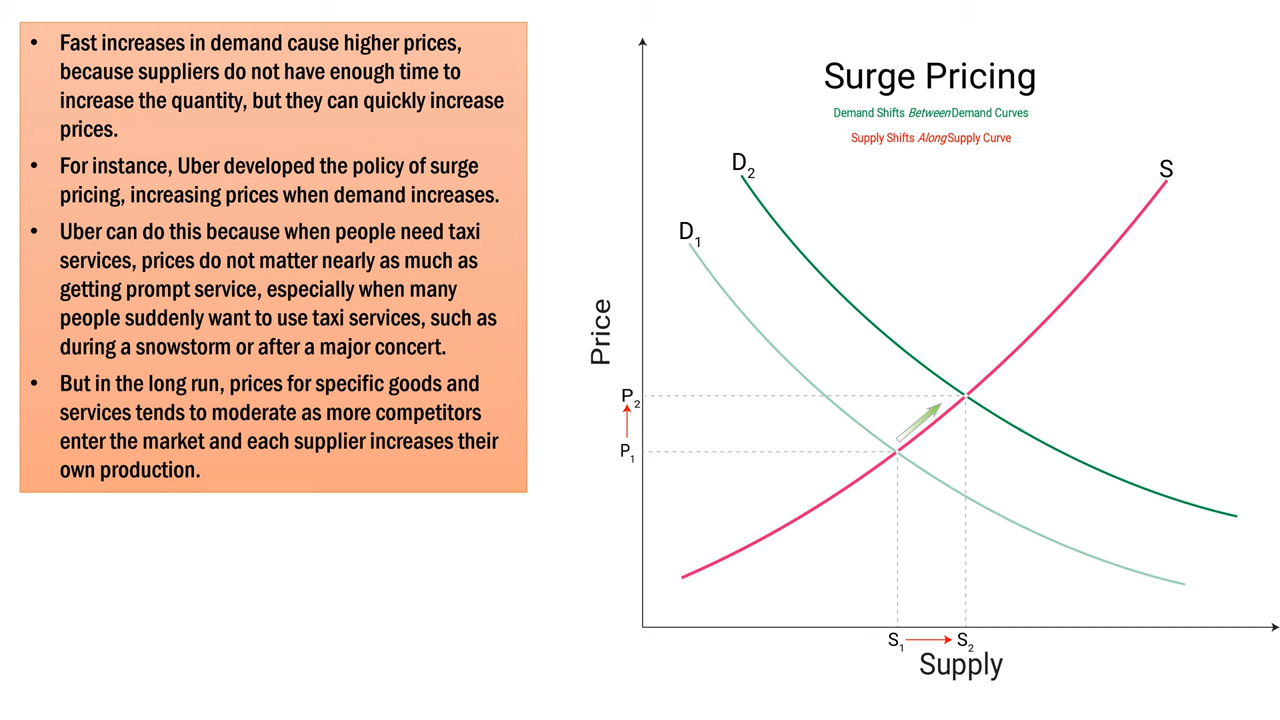 • Fast increases in demand cause higher prices,
because suppliers do not have enough time to
increase the quantity, but they can quickly increase
prices.
• For instance, Uber developed the policy of surge
pricing, increasing prices when demand increases.
• Uber can do this because when people need taxi
services, prices do not matter nearly as much as
getting prompt service, especially when many
people suddenly want to use taxi services, such as
during a snowstorm or after a major concert.
• But in the long run, prices for specific goods and
services tends to moderate as more competitors
enter the market and each supplier increases their
own production.
Surge Pricing
Demand Shifts Between Demand Curves
Supply Shifts Along Supply Curve
D2
S
D1
Price
P2
P1
S1 S2
Supply